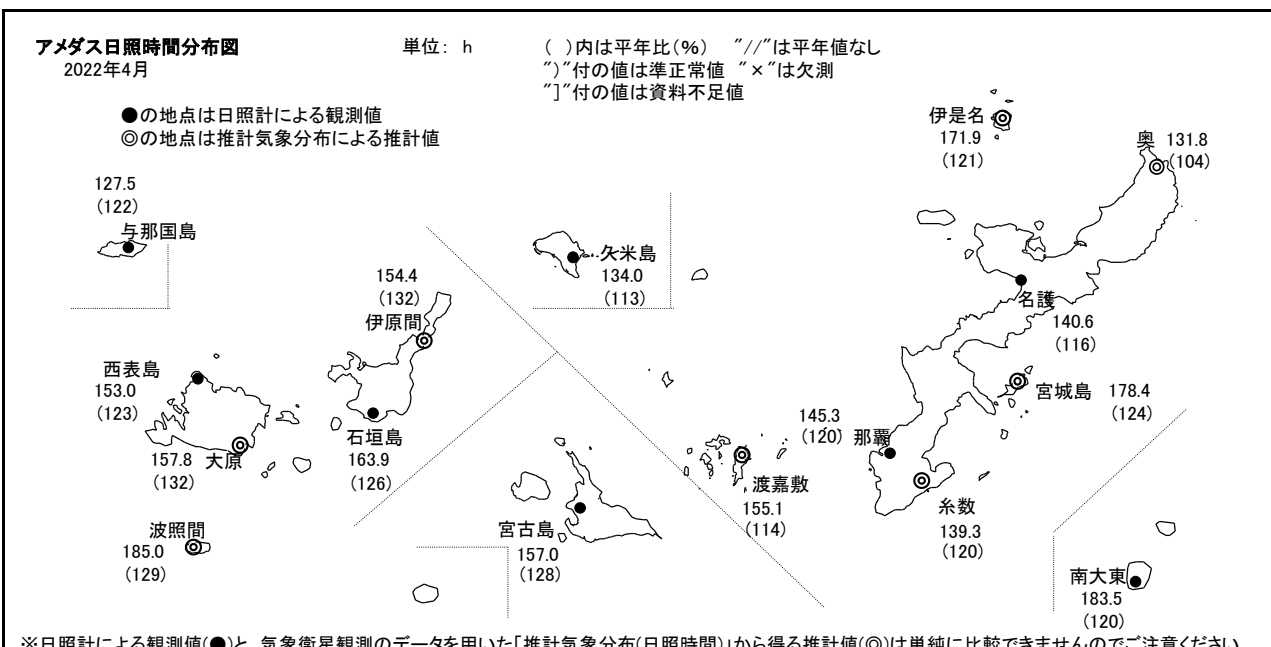 アメダス日照時間分布図
単位： h
( )内は平年比(%) "//"は平年値なし
2022年4月
")"付の値は準正常値 "×"は欠測
"]"付の値は資料不足値
●の地点は日照計による観測値
◎の地点は推計気象分布による推計値
伊是名
171.9
(121)
奥 131.8
(104)
127.5
(122)
与那国島
久米島
134.0
(113)
154.4
(132)
伊原間
名護
140.6
(116)
西表島
153.0
(123)
宮城島 178.4
(124)
石垣島
163.9
(126)
145.3
(120) 那覇
157.8 大原
(132)
渡嘉敷
155.1
(114)
糸数
139.3
(120)
波照間
185.0
(129)
宮古島
157.0
(128)
南大東
183.5
(120)
※日照計による観測値(●)と、気象衛星観測のデータを用いた「推計気象分布(日照時間)」から得る推計値(◎)は単純に比較できませんのでご注意ください